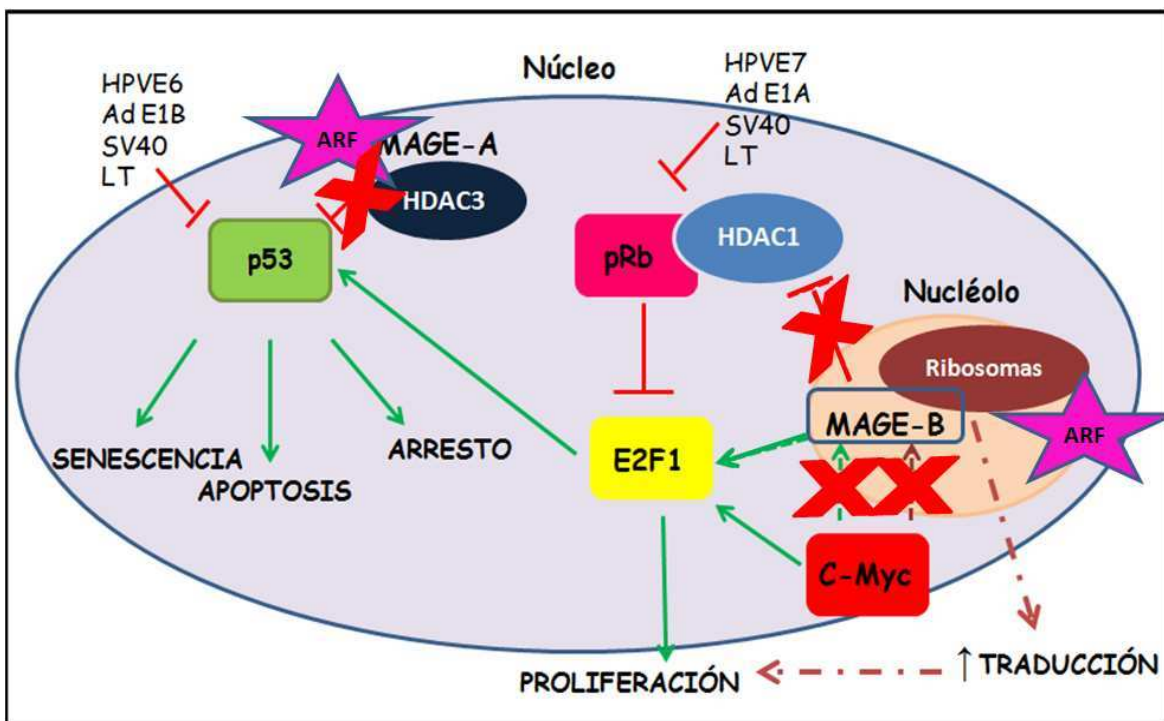 Núcleo
HPVE6
Ad E1B
SV40
LT
ARF
MAGE-A
HDAC3
HPVE7
Ad E1A
SV40
LT
p53
pRb
HDAC1
Nucléolo
Ribosomas
MAGE-B
ARF
SENESCENCIA
APOPTOSIS
ARRESTO
E2F1
C-Myc
PROLIFERACIÓN
↑ TRADUCCIÓN